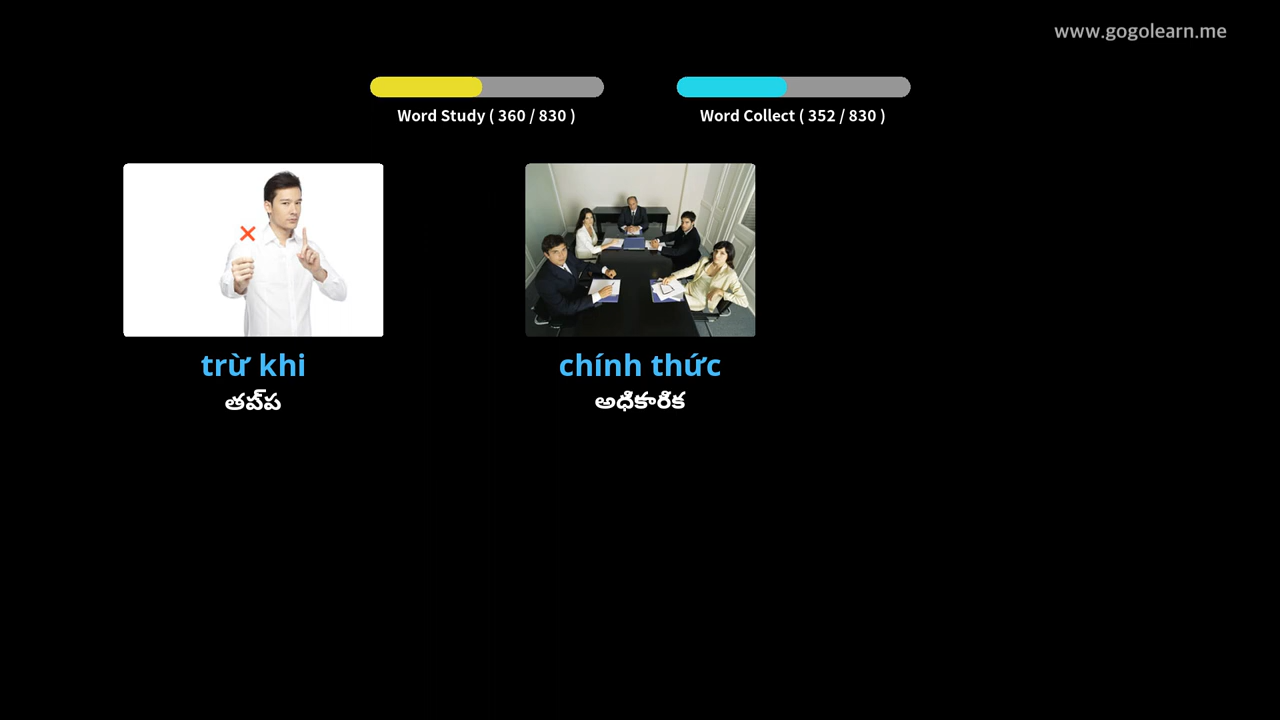 www.gogolearn.me
Word Study ( 360 / 830 )
Word Collect ( 352 / 830 )
trừ khi
తప్ప
chính thức
అధికారిక